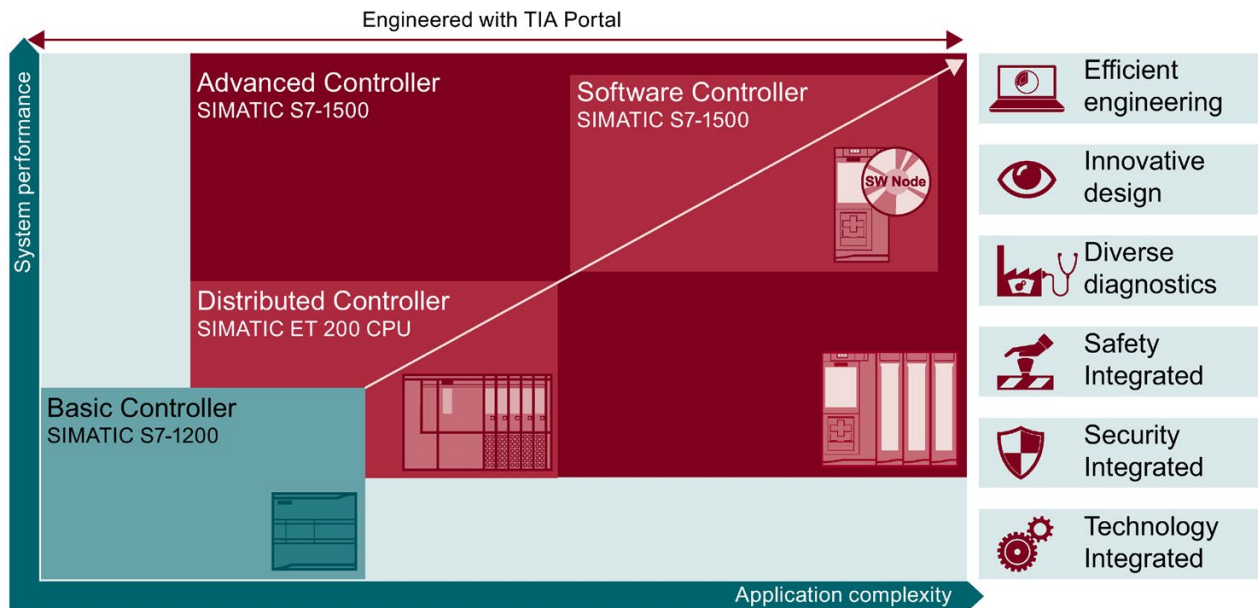 Engineered with TIA Portal
System performance
Advanced Controller
SIMATIC S7-1500
Software Controller
SIMATIC S7-1500
SW Node
Distributed Controller
SIMATIC ET 200 CPU
Basic Controller
SIMATIC S7-1200
Application complexity
Efficient
engineering
Innovative
design
Diverse
diagnostics
Safety
Integrated
Security
Integrated
Technology
Integrated